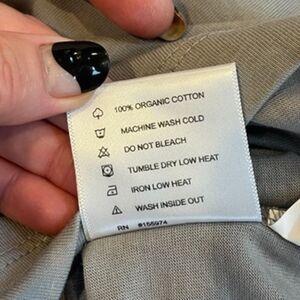 100% ORGANIC COTTON
MACHINE WASH COLD
DO NOT BLEACH
TUMBLE DRY LOW HEAT
IRON LOW HEAT
WASH INSIDE OUT
RN #155974